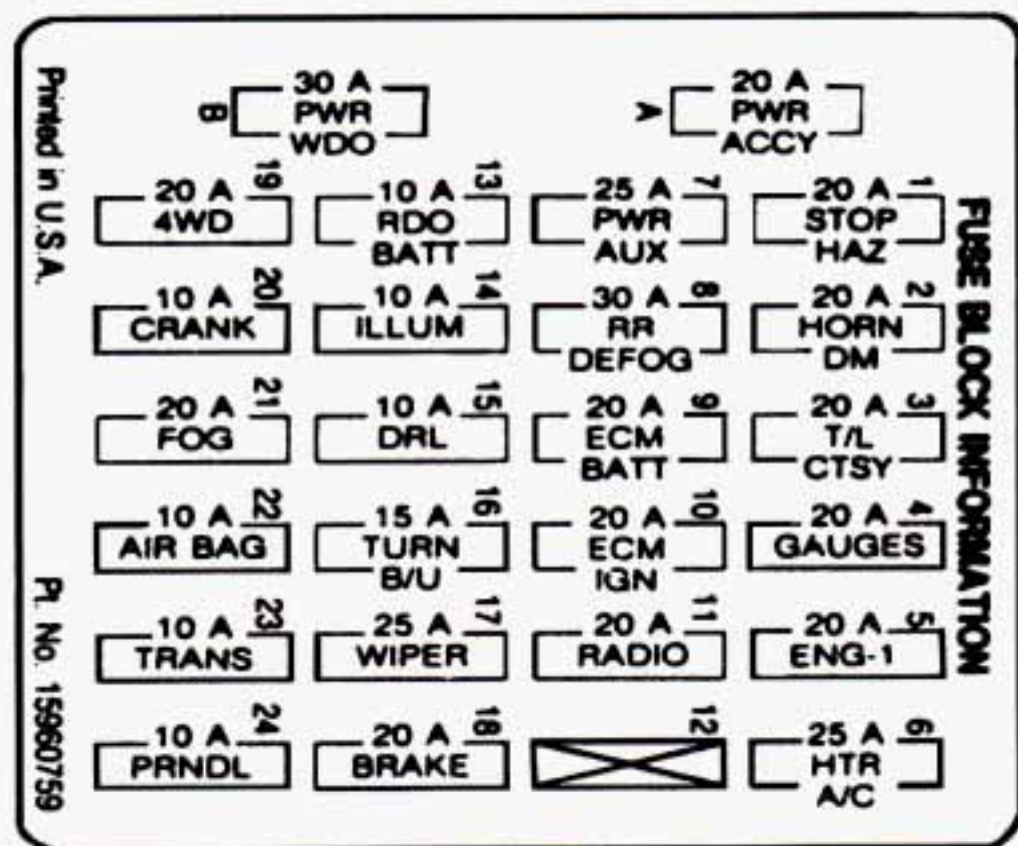 FUSE BLOCK INFORMATION
30 A
PWR
WDO
B
20 A
PWR
ACCY
A
20 A
4WD
19
10 A
RDO
BATT
13
25 A
PWR
AUX
7
20 A
STOP
HAZ
1
10 A
CRANK
20
10 A
ILLUM
14
30 A
RR
DEFOG
8
20 A
HORN
DM
2
20 A
FOG
21
10 A
DRL
15
20 A
ECM
BATT
9
20 A
T/L
CTSY
3
10 A
AIR BAG
22
15 A
TURN
B/U
16
20 A
ECM
IGN
10
20 A
GAUGES
4
10 A
TRANS
23
25 A
WIPER
17
20 A
RADIO
11
20 A
ENG-1
5
10 A
PRNDL
24
20 A
BRAKE
18
12
25 A
HTR
A/C
6
Printed in U.S.A.
Pt. No. 15960759